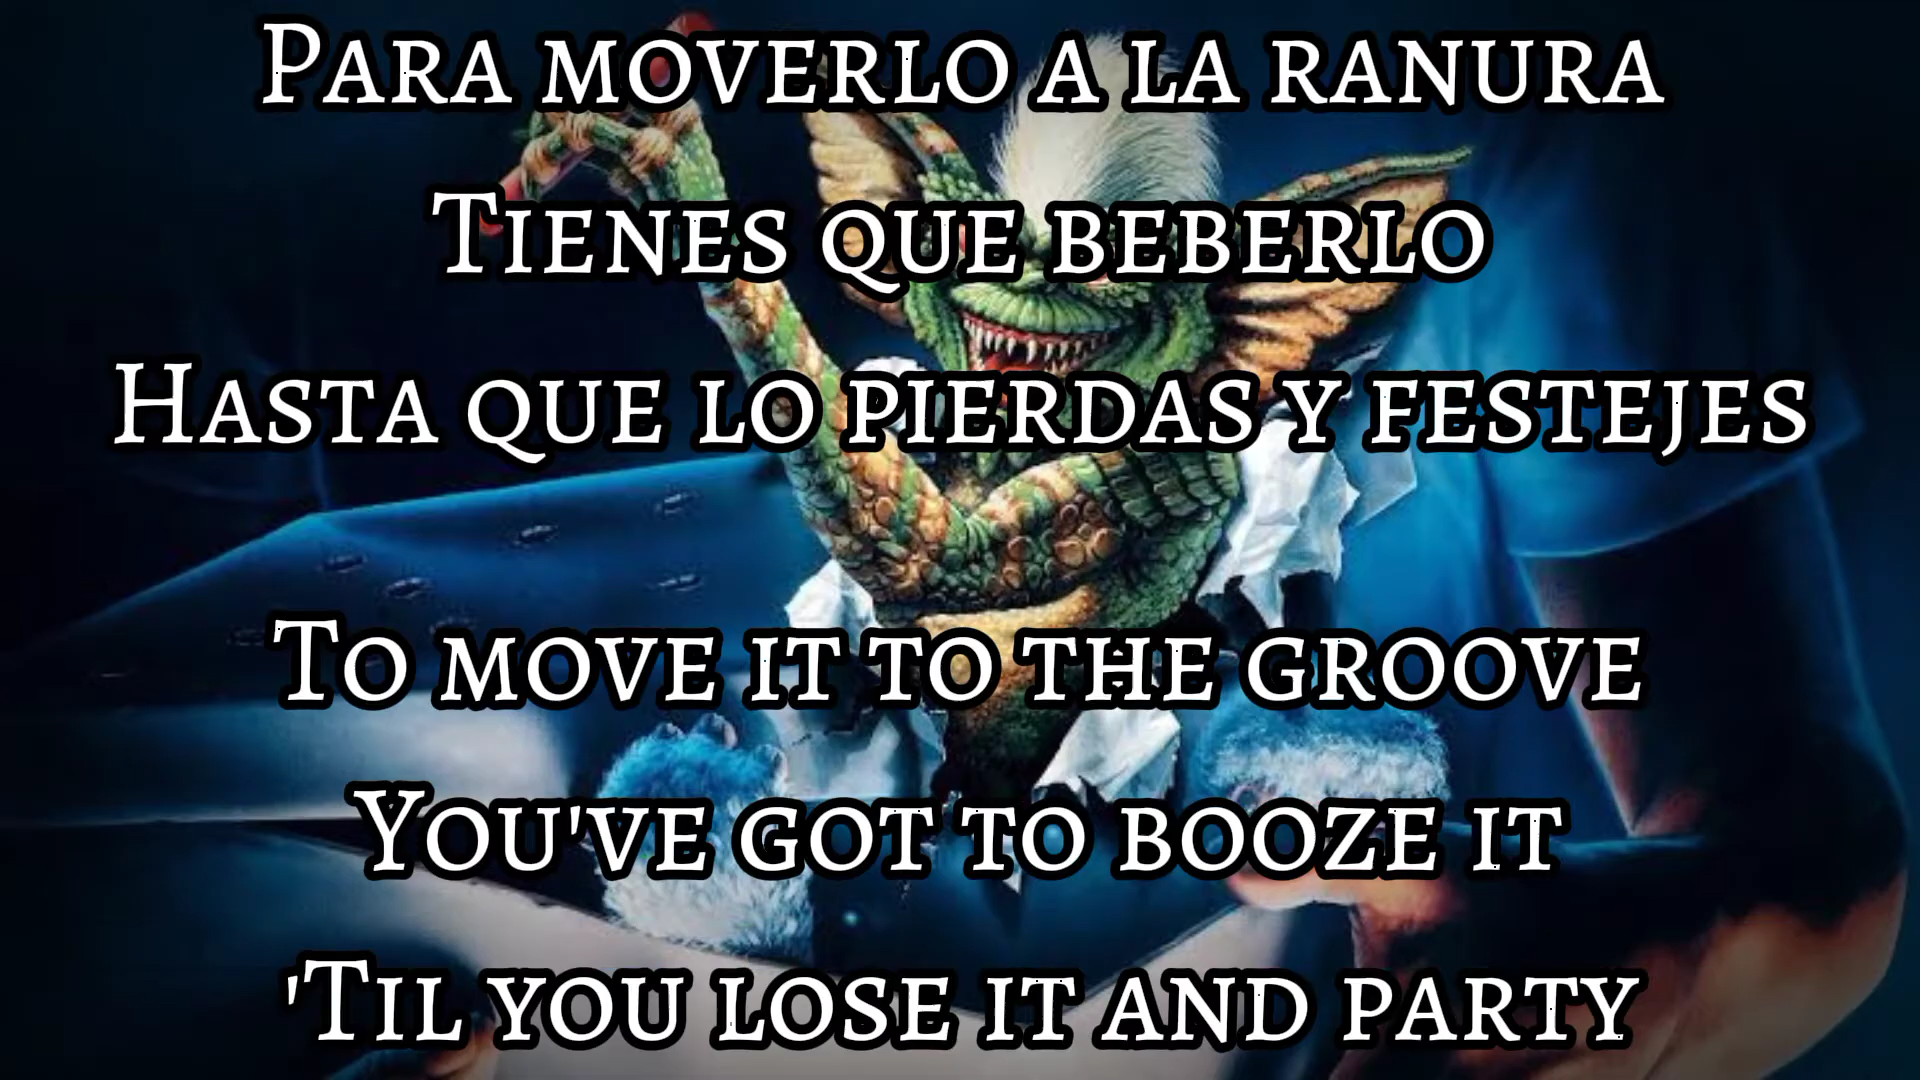 Para moverlo a la ranura
Tienes que beberlo
Hasta que lo pierdas y festejes
To move it to the groove
You've got to booze it
'Til you lose it and party